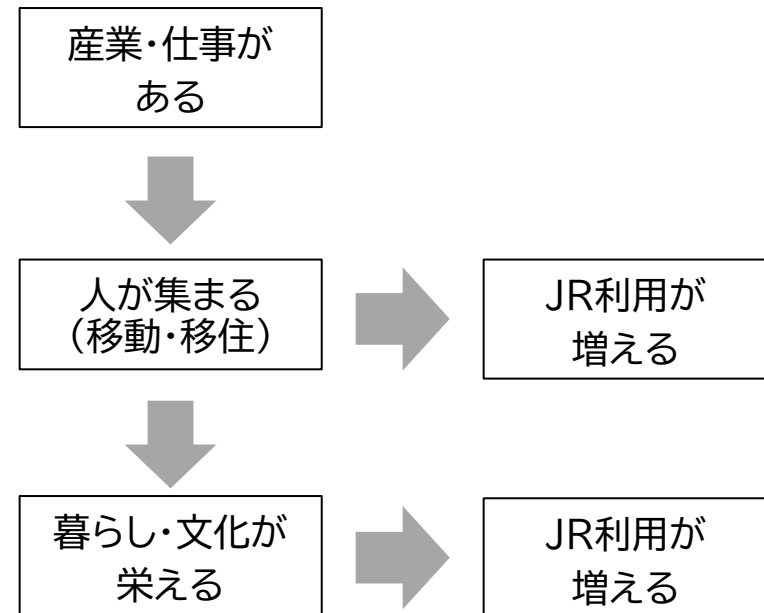 産業・仕事が
ある
人が集まる
（移動・移住）
JR利用が
増える
暮らし・文化が
栄える
JR利用が
増える